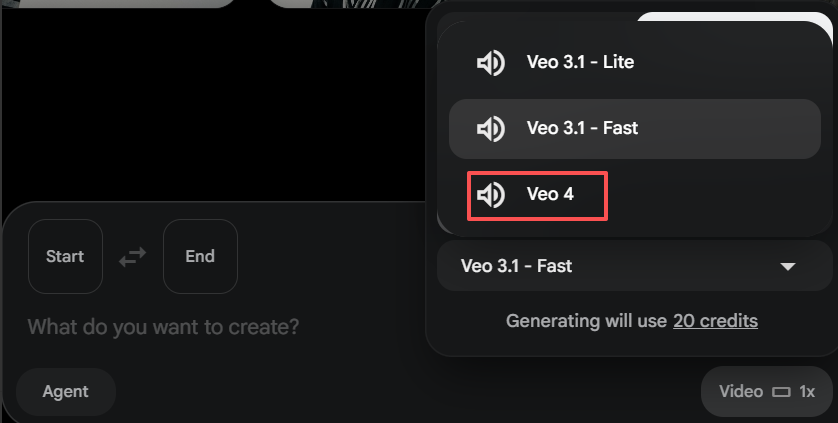 Veo 3.1 - Lite
Veo 3.1 - Fast
Veo 4
Veo 3.1 - Fast
Generating will use 20 credits
Start
End
What do you want to create?
Agent
Video
1x